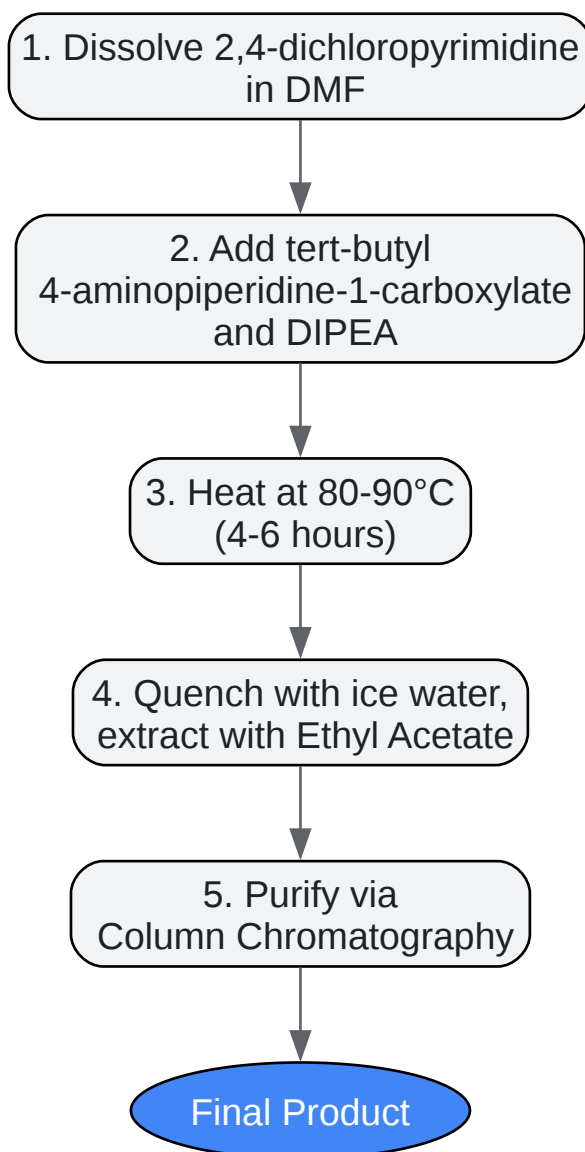 1. Dissolve 2,4-dichloropyrimidine
in DMF
2. Add tert-butyl
4-aminopiperidine-1-carboxylate
and DIPEA
3. Heat at 80-90°C
(4-6 hours)
4. Quench with ice water,
extract with Ethyl Acetate
5. Purify via
Column Chromatography
Final Product